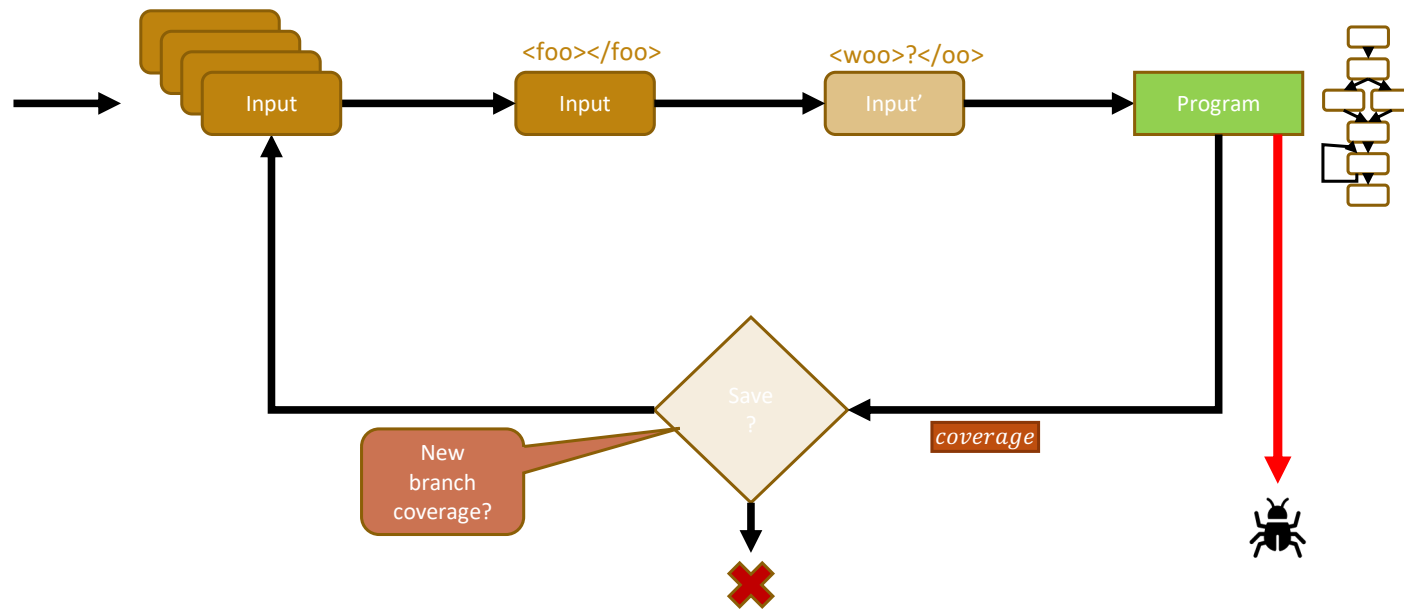 <foo></foo>
<woo>?</oo>
Input
Input
Input’
Program
Save
?
coverage
New
branch
coverage?